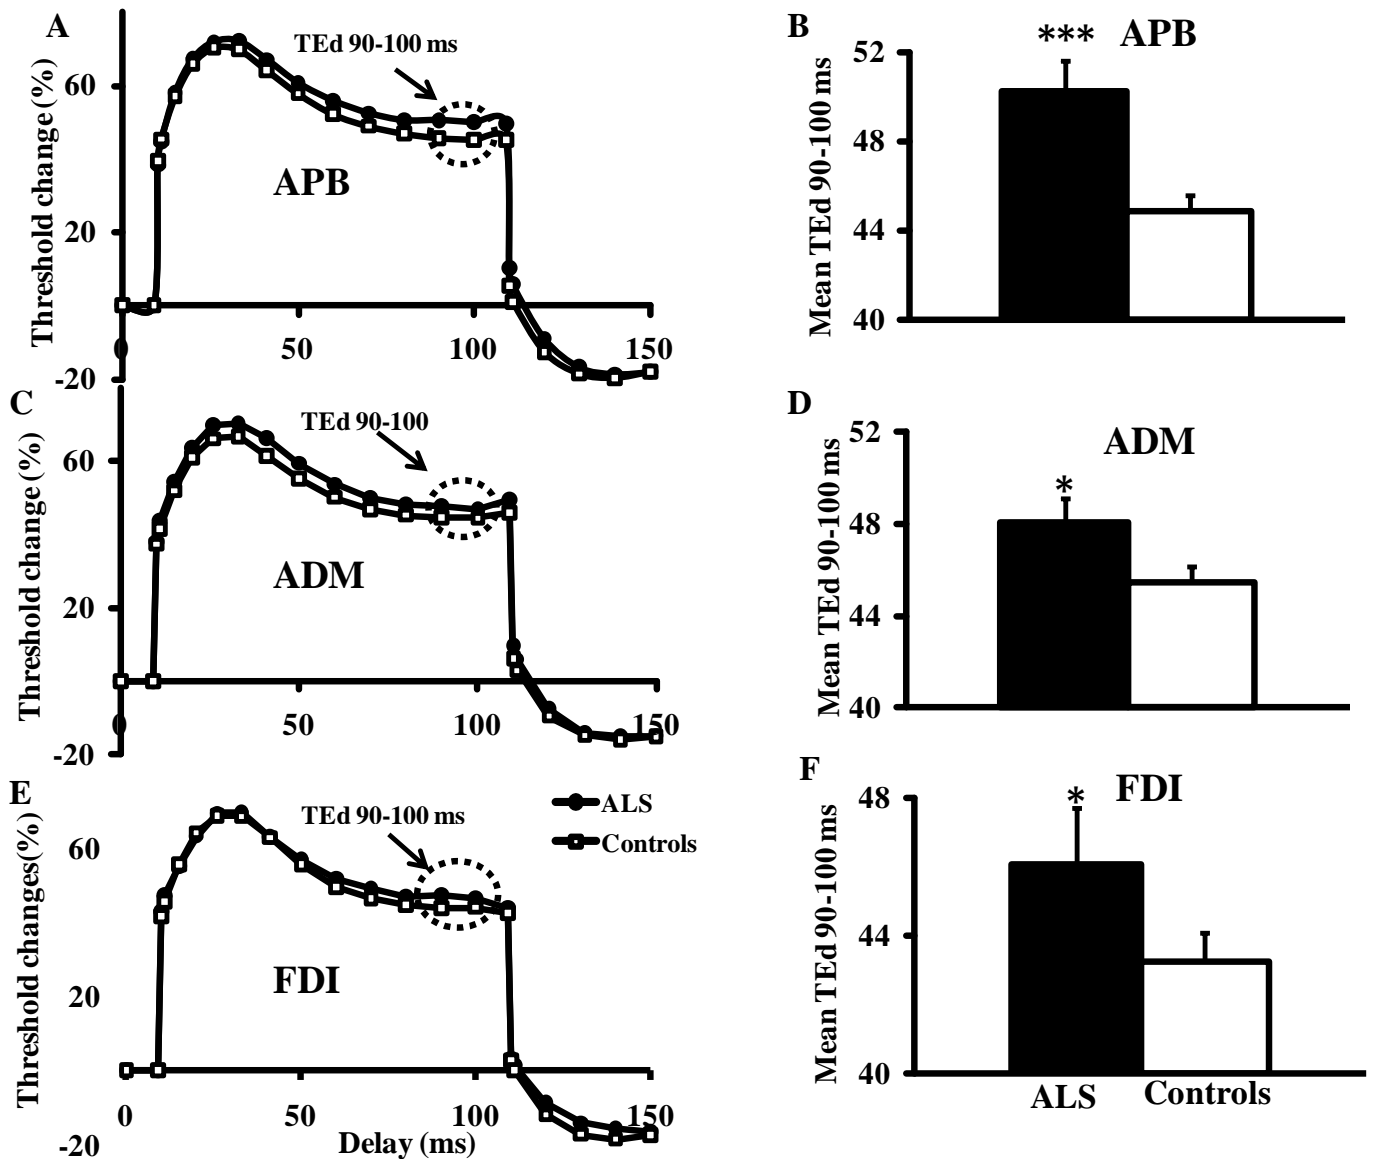 A
TEd 90-100 ms
Threshold change (%)
60
20
-20
APB
0
50
100
150
B
*** APB
Mean TEd 90-100 ms
52
48
44
40
C
TEd 90-100
Threshold change (%)
60
20
-20
ADM
0
50
100
150
D
ADM
*
Mean TEd 90-100 ms
52
48
44
40
E
TEd 90-100 ms
ALS
Controls
Threshold changes(%)
60
20
-20
FDI
0
50
100
150
Delay (ms)
F
* FDI
Mean TEd 90-100 ms
48
44
40
ALS
Controls